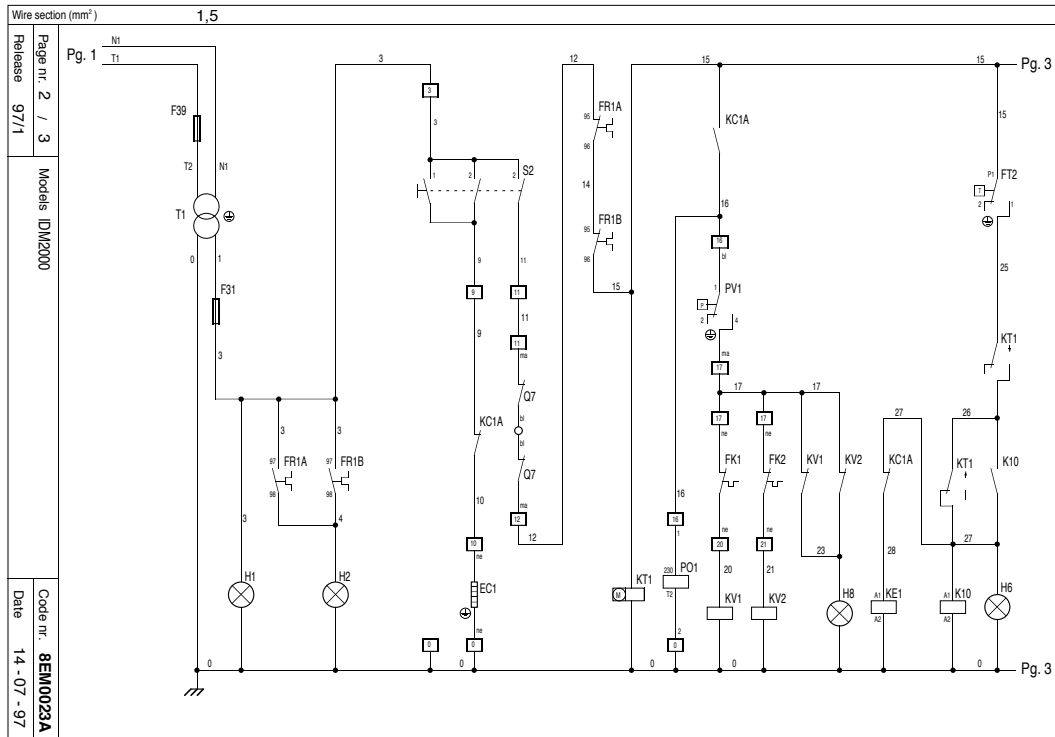 Wire section (mm²) 1,5
Release 97/1
Page nr. 2 / 3
Models IDM2000
Date 14 - 07 - 97
Code nr. 8EM0023A
Pg. 1
N1
T1
3
12
15
15
Pg. 3
F39
3
3
FR1A
95
96
KC1A
15
T2
N1
1
2
2
S2
P1
FT2
T
2
1
14
T1
16
FR1B
95
96
16
bl
0
1
9
11
15
25
F31
9
11
1
PV1
P
2
4
9
11
11
ma
KT1
3
ma
17
Q7
17
17
bl
17
ne
17
ne
27
26
3
3
KC1A
bl
97
98
FR1A
97
98
FR1B
Q7
FK1
FK2
KV1
KV2
KC1A
KT1
K10
3
4
10
ma
12
12
16
16
1
ne
ne
27
10
ne
20
21
23
28
H1
H2
EC1
M
KT1
230
PO1
T2
20
21
KV1
KV2
H8
A1
KE1
A2
A1
K10
A2
H6
ne
2
0
0
0
0
0
0
0
0
Pg. 3